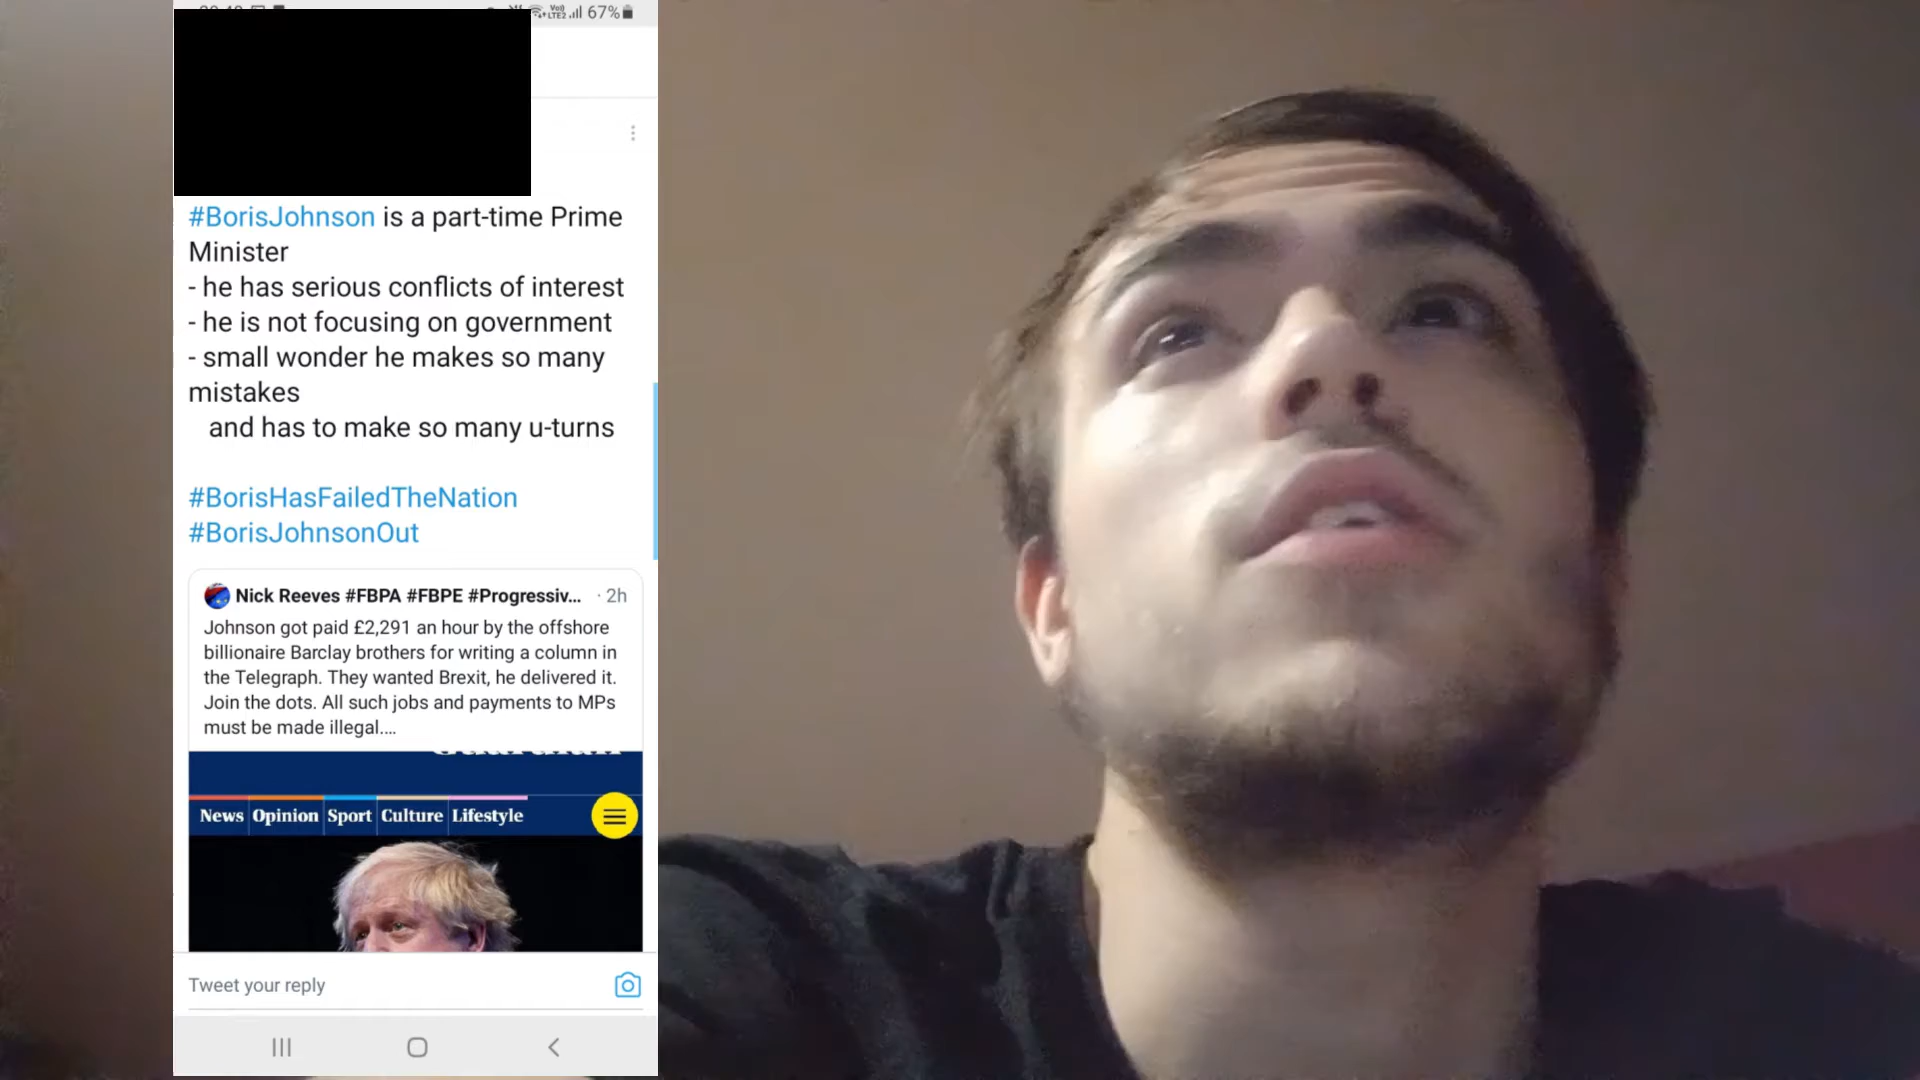 67%
#BorisJohnson is a part-time Prime
Minister
- he has serious conflicts of interest
- he is not focusing on government
- small wonder he makes so many
mistakes
and has to make so many u-turns
#BorisHasFailedTheNation
#BorisJohnsonOut
Nick Reeves #FBPA #FBPE #Progressiv... · 2h
Johnson got paid £2,291 an hour by the offshore
billionaire Barclay brothers for writing a column in
the Telegraph. They wanted Brexit, he delivered it.
Join the dots. All such jobs and payments to MPs
must be made illegal....
News Opinion Sport Culture Lifestyle
Tweet your reply